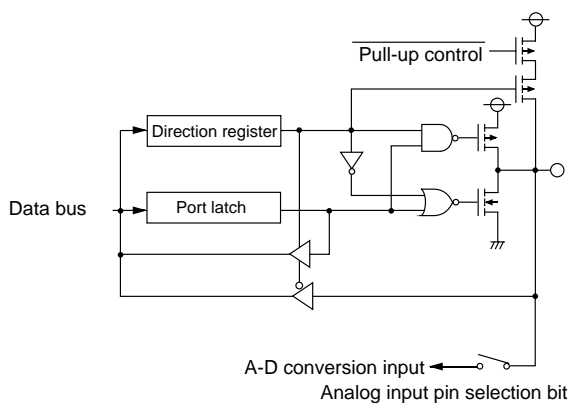 Pull-up control
Direction register
Data bus
Port latch
A-D conversion input
Analog input pin selection bit